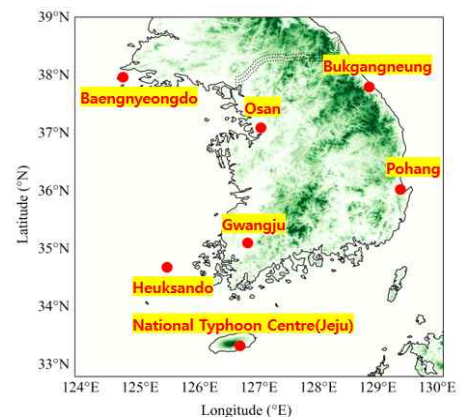 39°N
38°N
37°N
36°N
35°N
34°N
33°N
Latitude (°N)
Bukgangneung
Baengnyeongdo
Osan
Pohang
Gwangju
Heuksando
National Typhoon Centre(Jeju)
124°E 125°E 126°E 127°E 128°E 129°E 130°E
Longitude (°E)